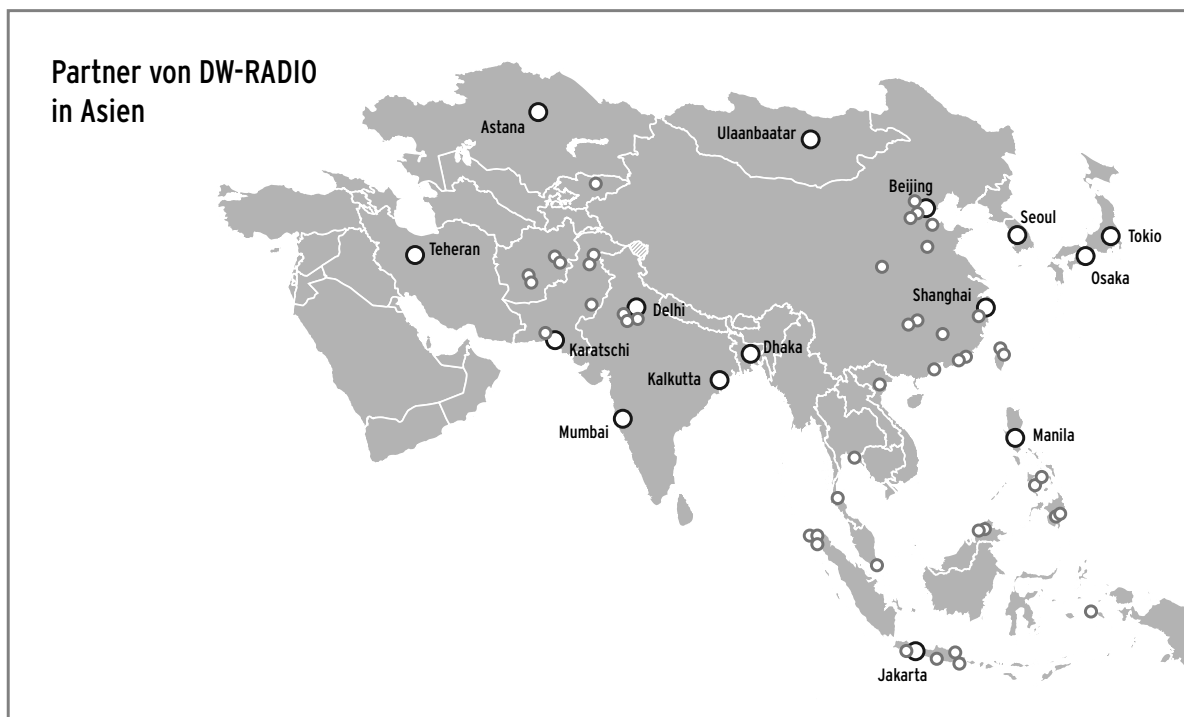 Partner von DW-RADIO
in Asien
Astana
Ulaanbaatar
Beijing
Seoul
Tokio
Osaka
Teheran
Shanghai
Delhi
Karatschi
Dhaka
Kalkutta
Mumbai
Manila
Jakarta